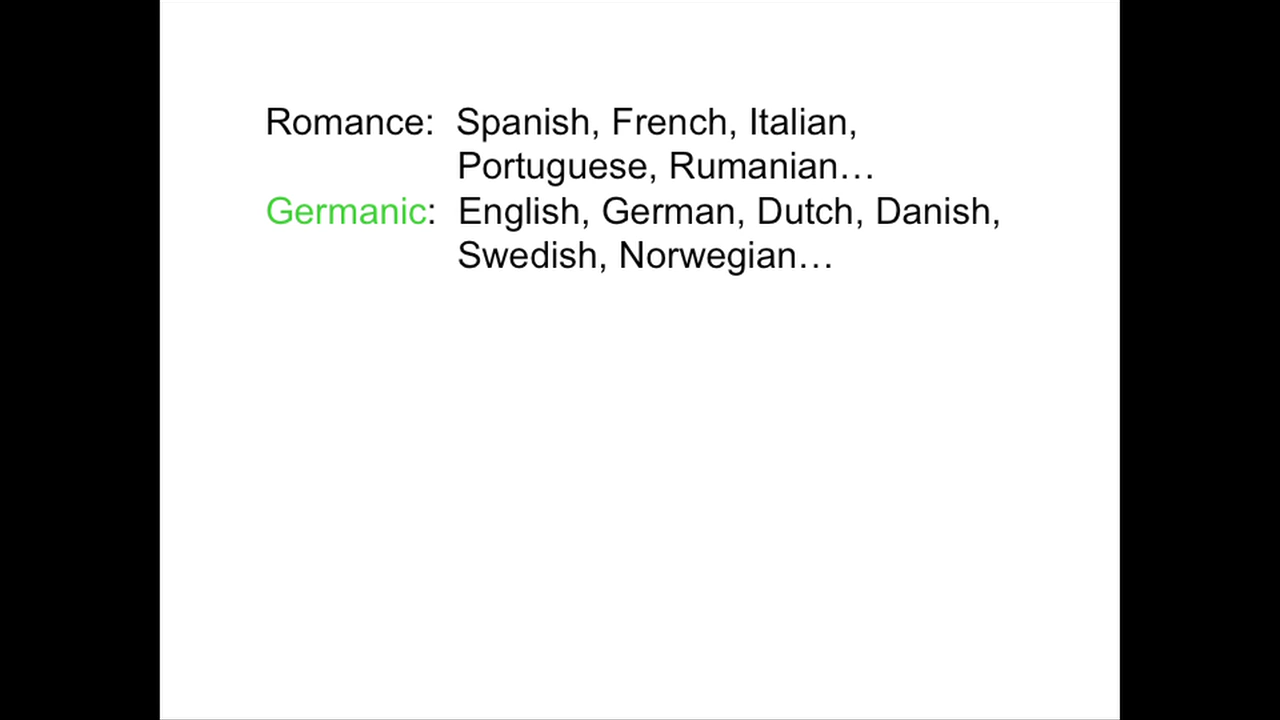 Romance: Spanish, French, Italian,
Portuguese, Rumanian…
Germanic: English, German, Dutch, Danish,
Swedish, Norwegian…